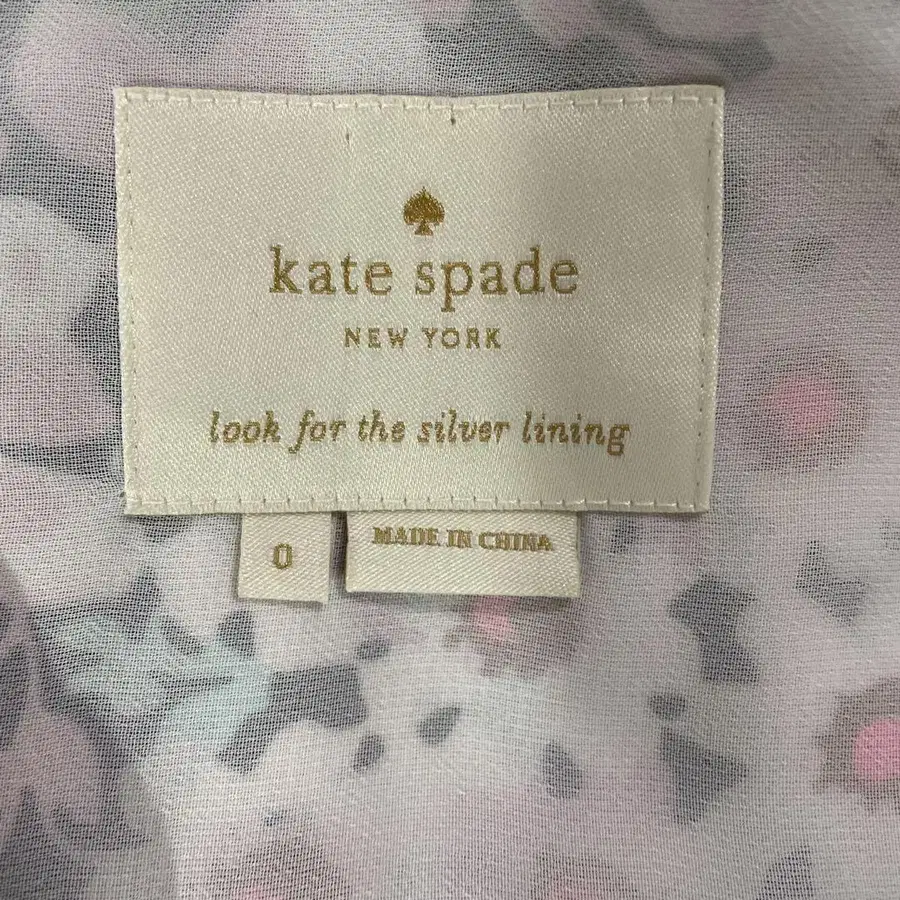 kate spade
NEW YORK
look for the silver lining
0
MADE IN CHINA